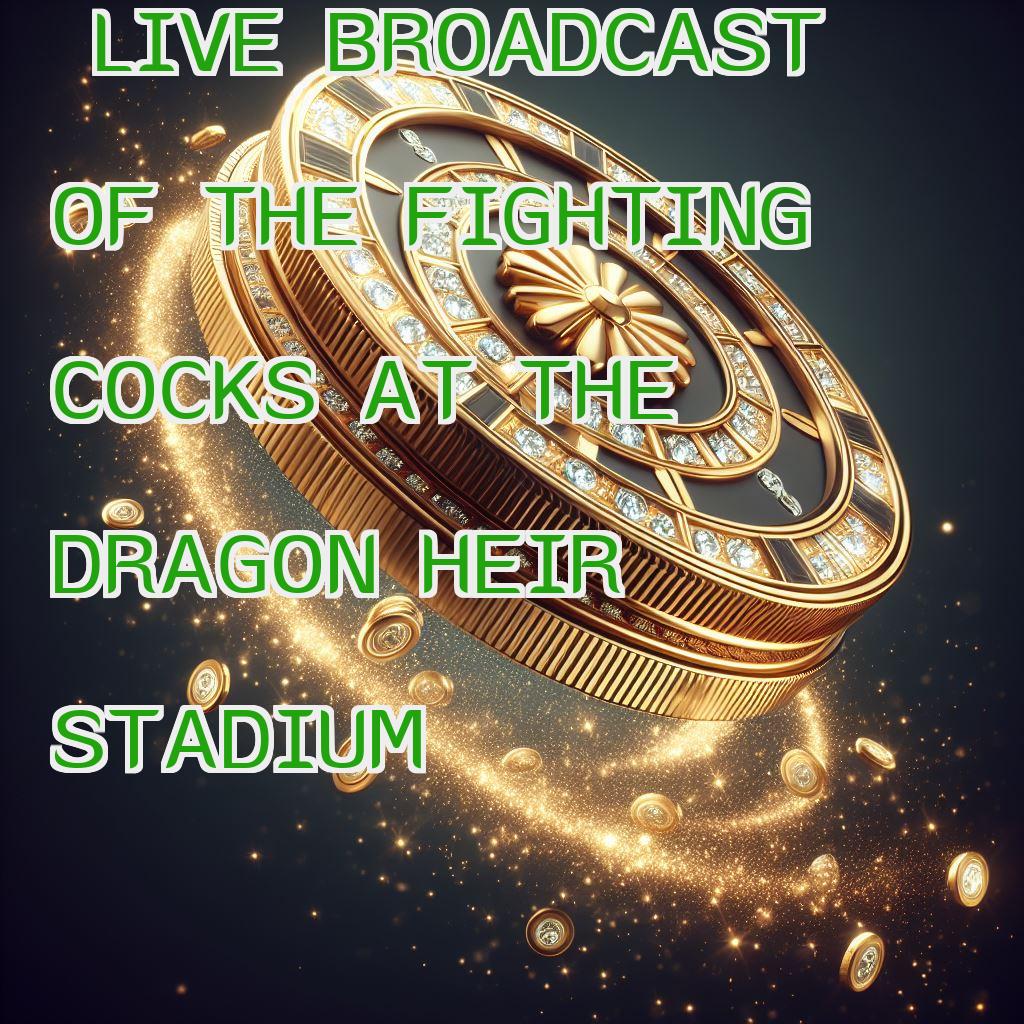 LIVE BROADCAST
OF THE FIGHTING
COCKS AT THE
DRAGON HEIR
STADIUM